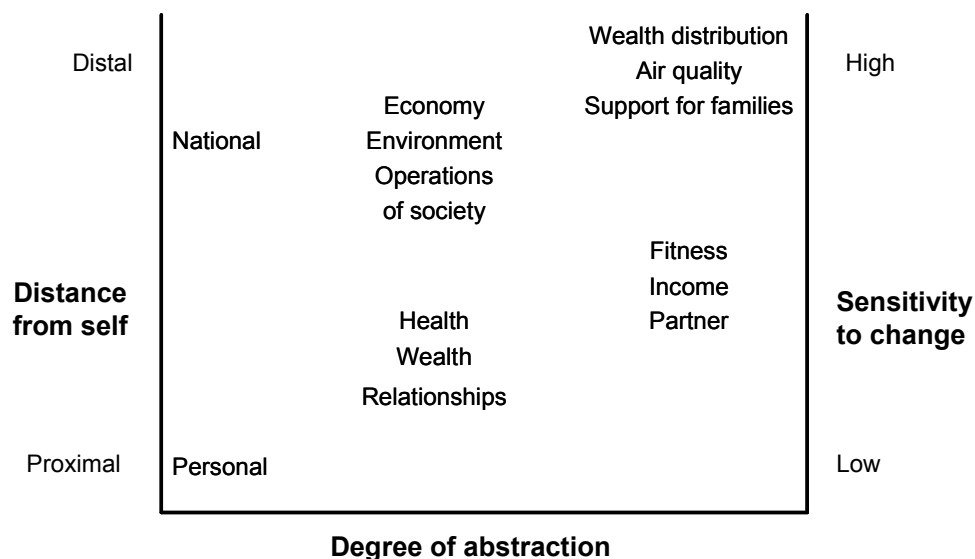 Wealth distribution
Distal
Air quality
High
Economy
Support for families
National
Environment
Operations
of society
Fitness
Distance
from self
Income
Sensitivity
to change
Health
Partner
Wealth
Relationships
Proximal
Personal
Low
Degree of abstraction